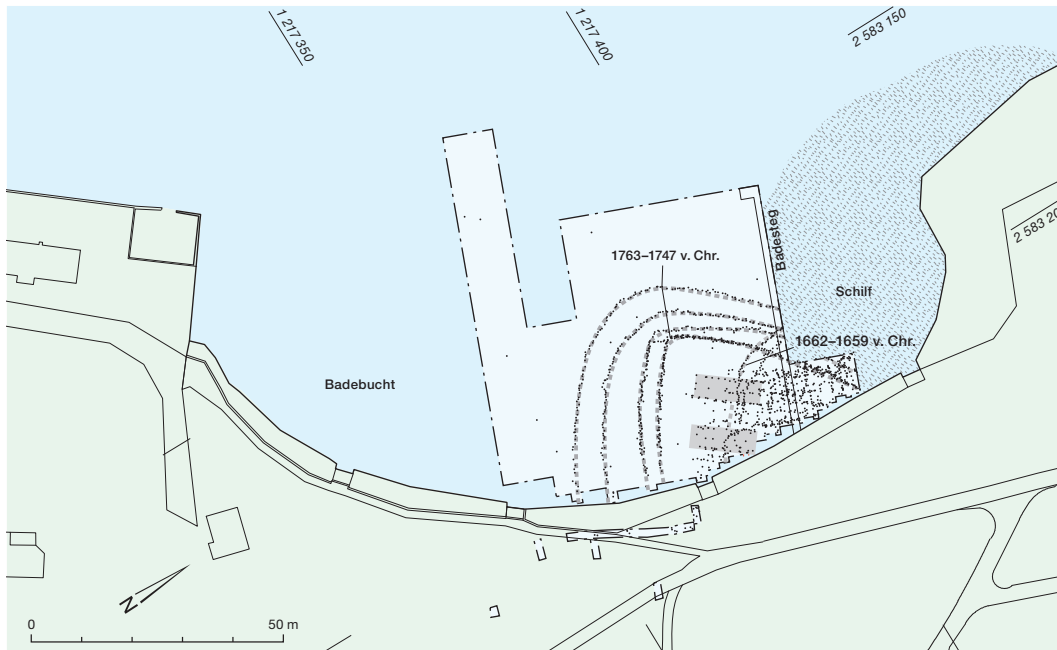 1 217 350
1 217 400
2 583 150
2 583 20
Badesteg
1763–1747 v. Chr.
Schilf
1662–1659 v. Chr.
Badebucht
N
0
50 m